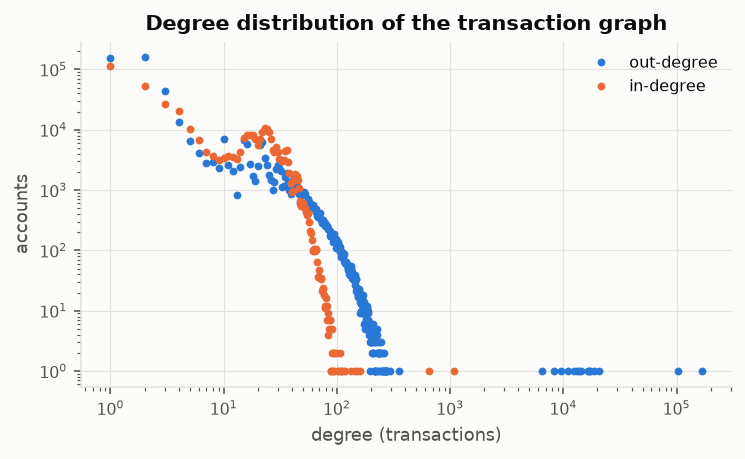 Degree distribution of the transaction graph
out-degree
in-degree
accounts
10^5
10^4
10^3
10^2
10^1
10^0
10^0 10^1 10^2 10^3 10^4 10^5
degree (transactions)